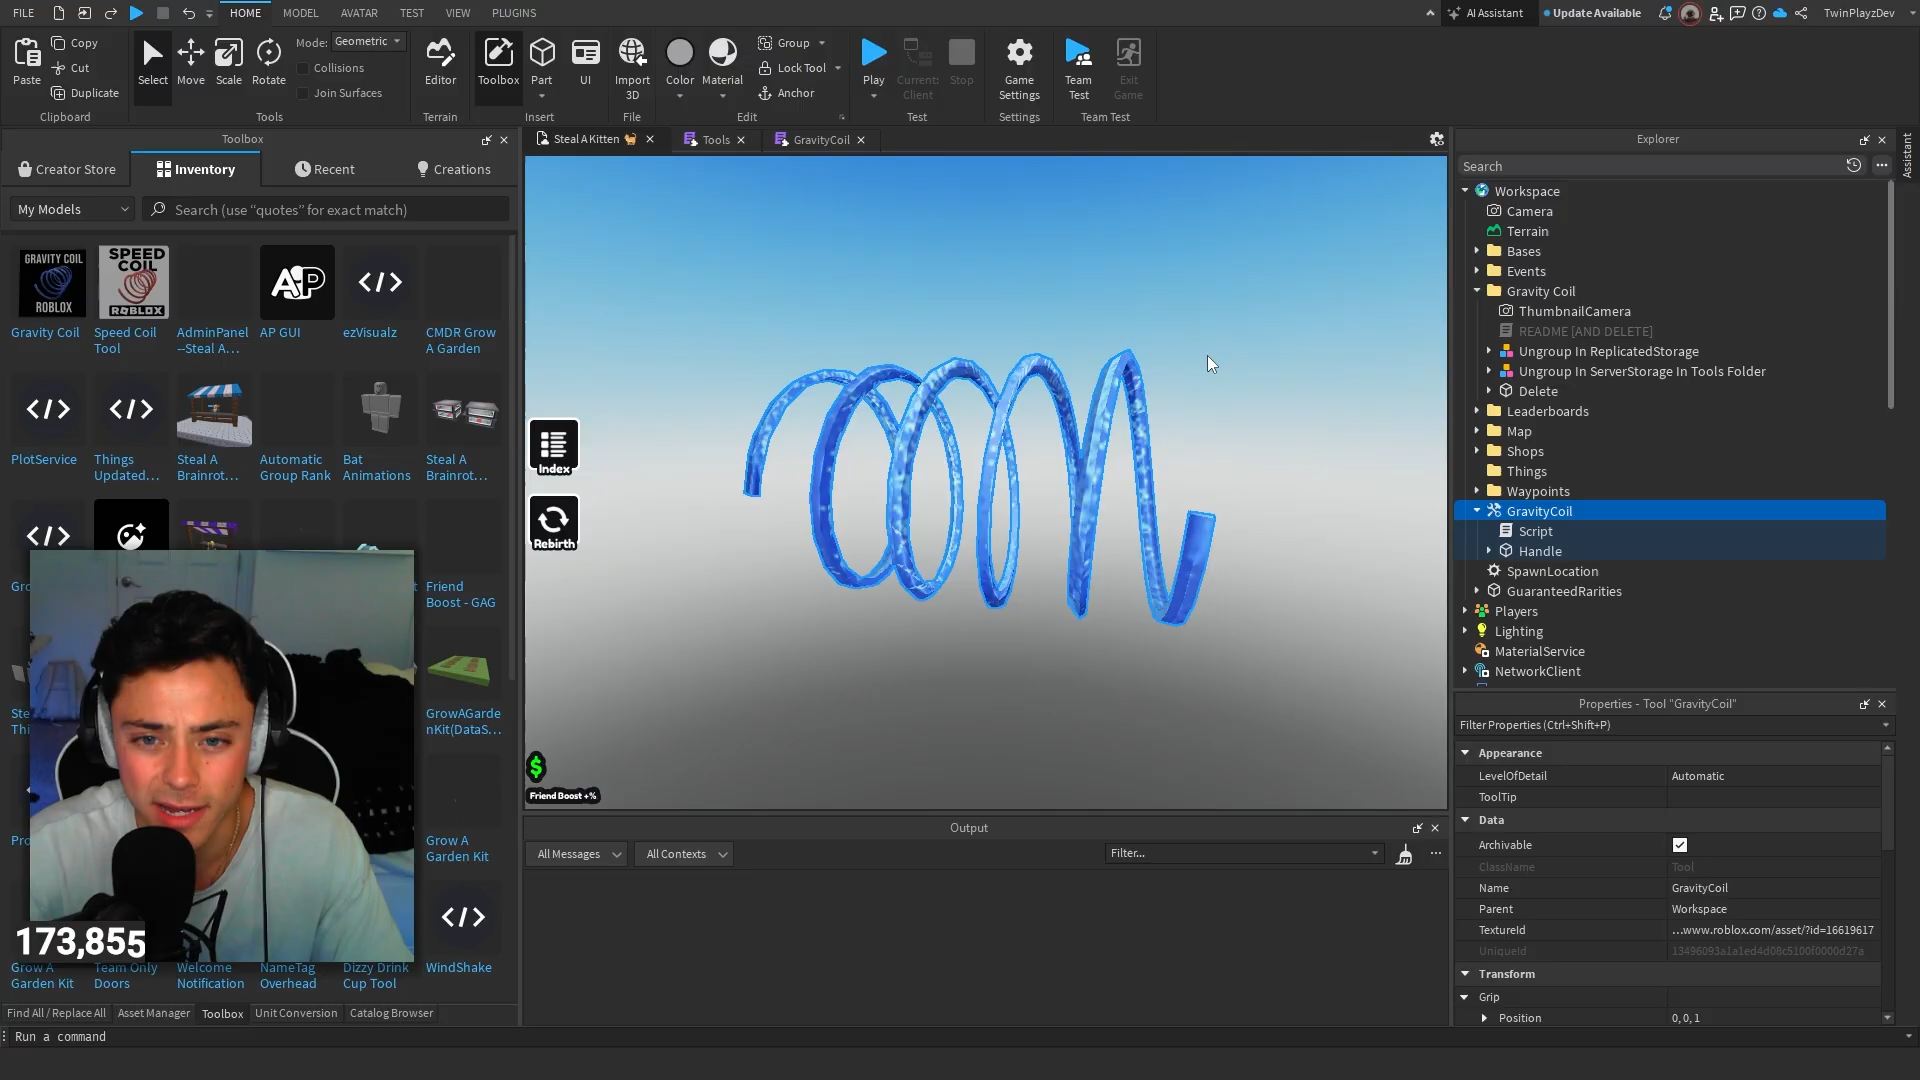 FILE
HOME
MODEL
AVATAR
TEST
VIEW
PLUGINS
AI Assistant
Update Available
TwinPlayzDev
Paste
Copy
Cut
Duplicate
Clipboard
Select
Move
Scale
Rotate
Mode:
Geometric
Collisions
Join Surfaces
Tools
Editor
Terrain
Toolbox
Part
UI
Insert
Import
3D
File
Color
Material
Group
Lock Tool
Anchor
Edit
Play
Current:
Client
Stop
Test
Game
Settings
Settings
Team
Test
Exit
Game
Team Test
Toolbox
Creator Store
Inventory
Recent
Creations
My Models
Search (use “quotes” for exact match)
GRAVITY COIL
ROBLOX
SPEED
COIL
ROBLOX
AP
Gravity Coil
Speed Coil
Tool
AdminPanel
--Steal A...
AP GUI
ezVisualz
CMDR Grow
A Garden
PlotService
Things
Updated...
Steal A
Brainrot...
Automatic
Group Rank
Bat
Animations
Steal A
Brainrot...
Friend
Boost - GAG
GrowAGarde
nKit(DataS...
Grow A
Garden Kit
173,855
Grow A
Garden Kit
Team Only
Doors
Welcome
Notification
NameTag
Overhead
Dizzy Drink
Cup Tool
WindShake
Find All / Replace All
Asset Manager
Toolbox
Unit Conversion
Catalog Browser
Run a command
Steal A Kitten
Tools
GravityCoil
Index
Rebirth
$
Friend Boost +%
Output
All Messages
All Contexts
Filter...
Explorer
Assistant
Search
Workspace
Camera
Terrain
Bases
Events
Gravity Coil
ThumbnailCamera
README [AND DELETE]
Ungroup In ReplicatedStorage
Ungroup In ServerStorage In Tools Folder
Delete
Leaderboards
Map
Shops
Things
Waypoints
GravityCoil
Script
Handle
SpawnLocation
GuaranteedRarities
Players
Lighting
MaterialService
NetworkClient
Properties - Tool "GravityCoil"
Filter Properties (Ctrl+Shift+P)
Appearance
LevelOfDetail
Automatic
ToolTip
Data
Archivable
ClassName
Tool
Name
GravityCoil
Parent
Workspace
TextureId
...www.roblox.com/asset/?id=16619617
UniqueId
Transform
Grip
Position
0, 0, 1